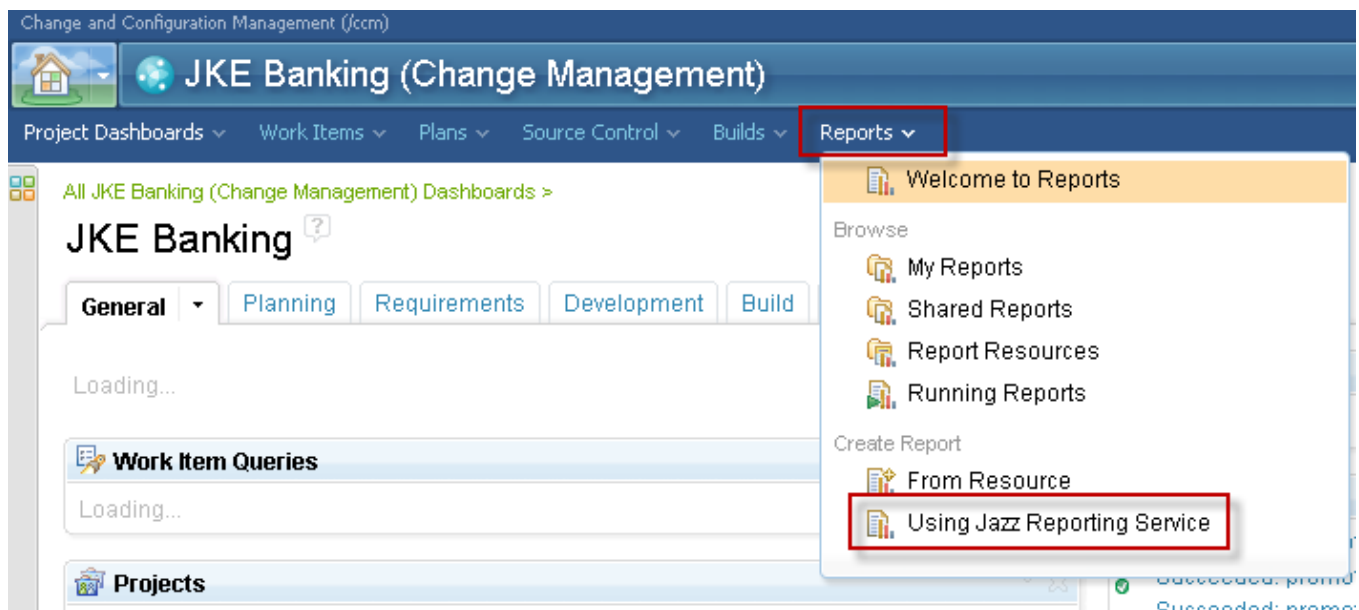 Change and Configuration Management (/ccm)
JKE Banking (Change Management)
Project Dashboards Work Items Plans Source Control Builds Reports
All JKE Banking (Change Management) Dashboards >
JKE Banking ?
General Planning Requirements Development Build
Loading...
Work Item Queries
Loading...
Projects
Welcome to Reports
Browse
My Reports
Shared Reports
Report Resources
Running Reports
Create Report
From Resource
Using Jazz Reporting Service